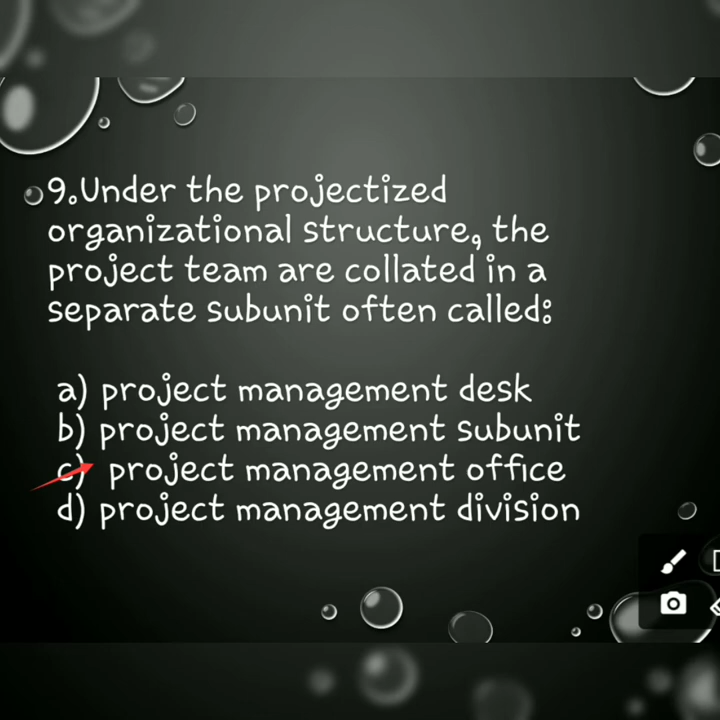 9.Under the projectized
organizational structure, the
project team are collated in a
separate subunit often called:
a) project management desk
b) project management subunit
c) project management office
d) project management division